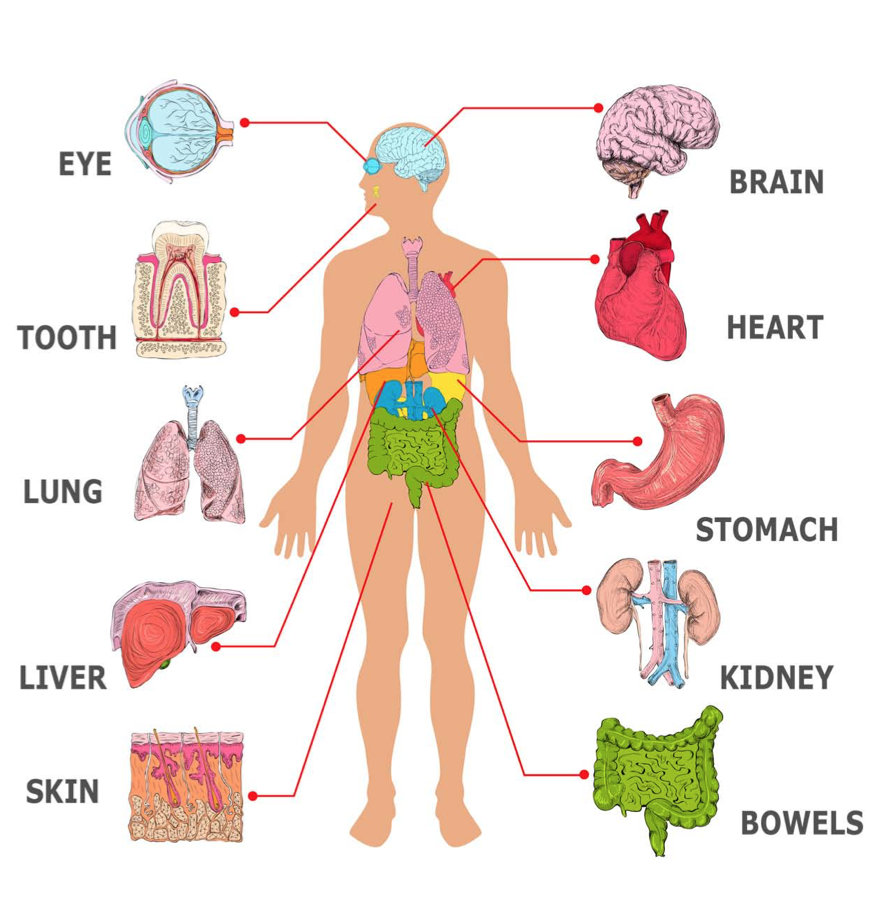 EYE
BRAIN
TOOTH
HEART
LUNG
STOMACH
LIVER
KIDNEY
SKIN
BOWELS